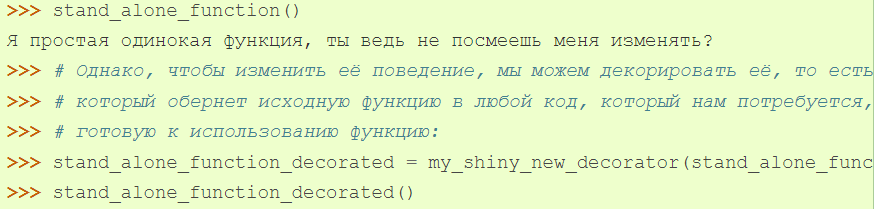 >>> stand_alone_function()
Я простая одинокая функция, ты ведь не посмеешь меня изменять?
>>> # Однако, чтобы изменить её поведение, мы можем декорировать её, то есть
>>> # который обернет исходную функцию в любой код, который нам потребуется,
>>> # готовую к использованию функцию:
>>> stand_alone_function_decorated = my_shiny_new_decorator(stand_alone_func
>>> stand_alone_function_decorated()